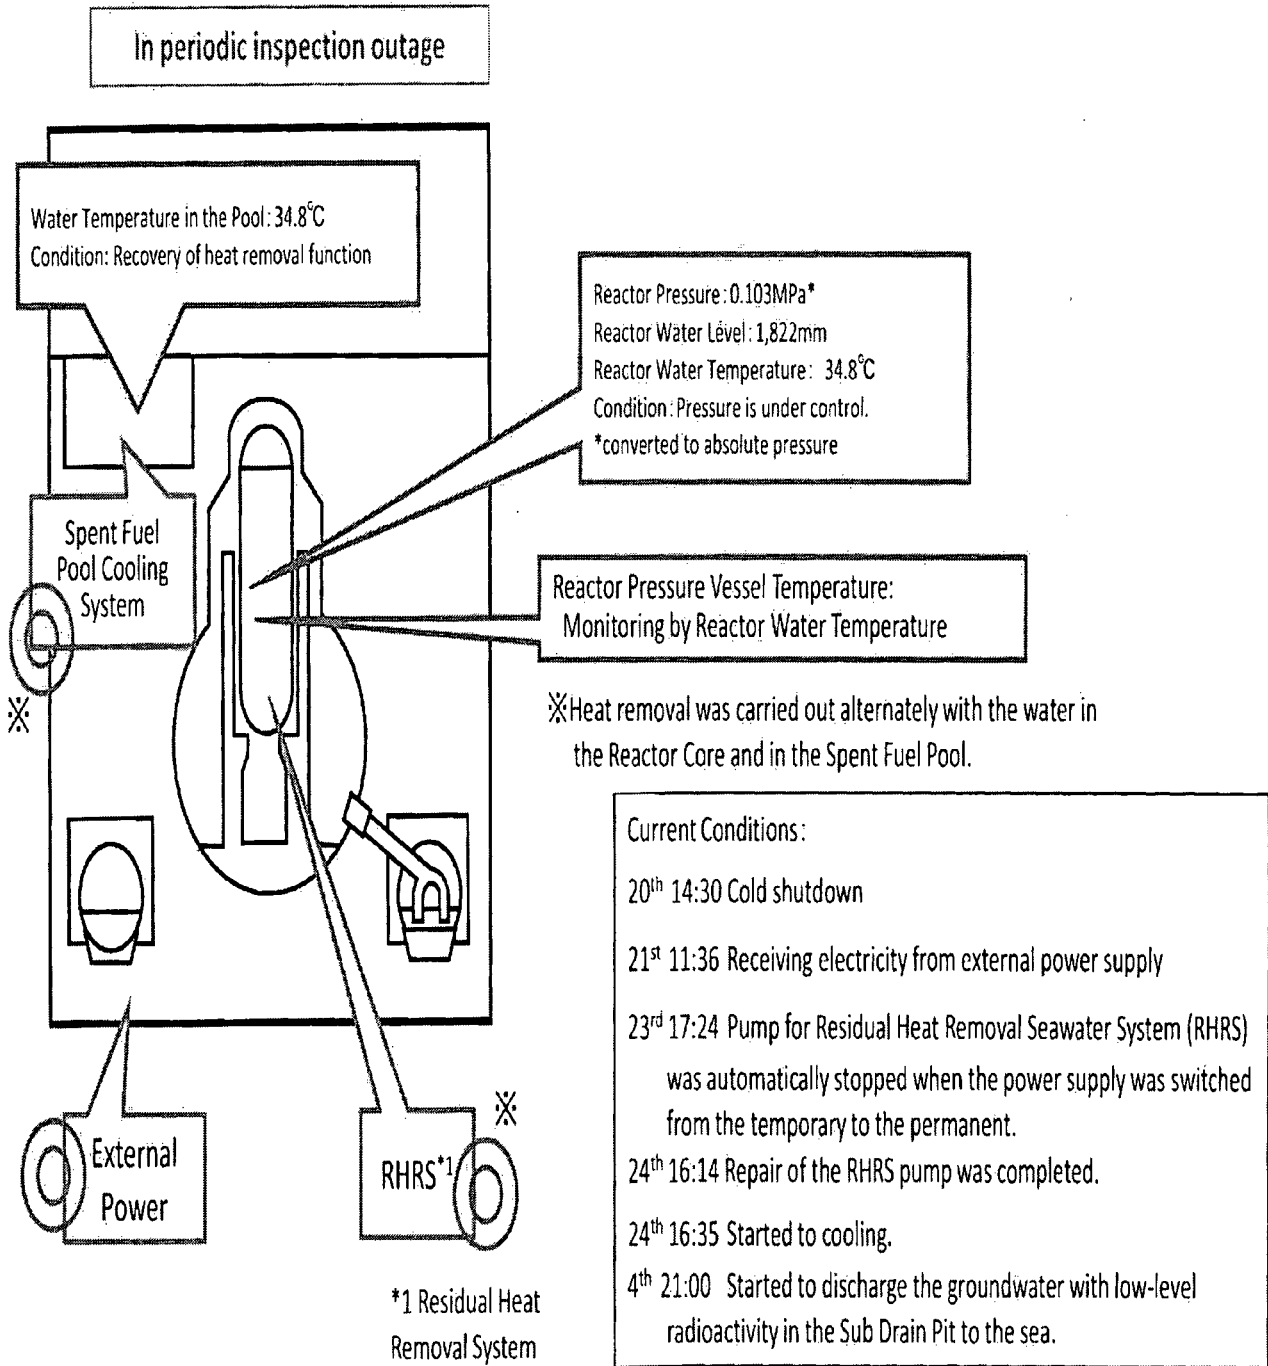 In periodic inspection outage
Water Temperature in the Pool: 34.8℃
Condition: Recovery of heat removal function
Reactor Pressure: 0.103MPa*
Reactor Water Level: 1,822mm
Reactor Water Temperature: 34.8℃
Condition: Pressure is under control.
*converted to absolute pressure
Spent Fuel
Pool Cooling
System
※
Reactor Pressure Vessel Temperature:
Monitoring by Reactor Water Temperature
※Heat removal was carried out alternately with the water in
the Reactor Core and in the Spent Fuel Pool.
External
Power
※
RHRS*1
*1 Residual Heat
Removal System
Current Conditions:
20th 14:30 Cold shutdown
21st 11:36 Receiving electricity from external power supply
23rd 17:24 Pump for Residual Heat Removal Seawater System (RHRS)
was automatically stopped when the power supply was switched
from the temporary to the permanent.
24th 16:14 Repair of the RHRS pump was completed.
24th 16:35 Started to cooling.
4th 21:00 Started to discharge the groundwater with low-level
radioactivity in the Sub Drain Pit to the sea.